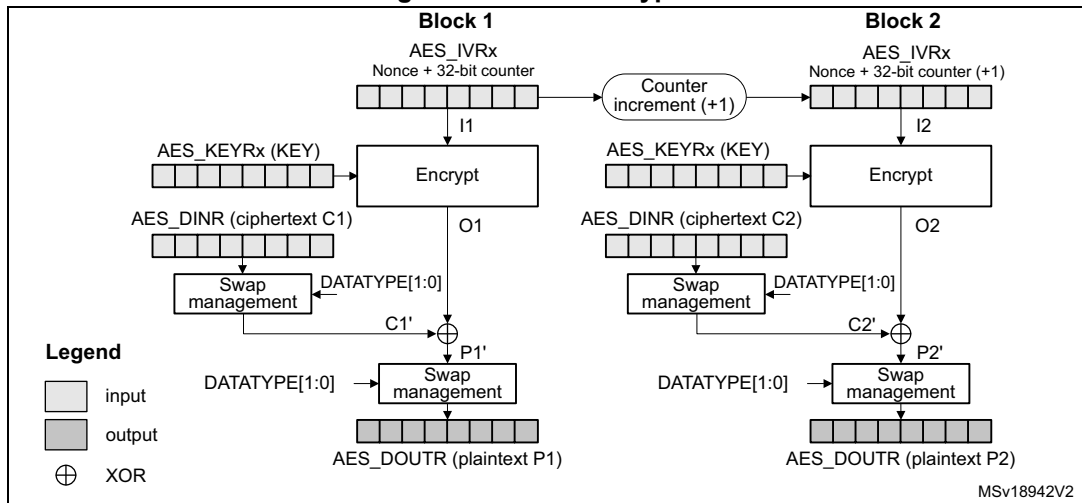 Block 1
AES_IVRx
Nonce + 32-bit counter
Counter
increment (+1)
I1
AES_KEYRx (KEY)
Encrypt
AES_DINR (ciphertext C1)
O1
Swap
management
DATATYPE[1:0]
C1'
P1'
DATATYPE[1:0]
Swap
management
AES_DOUTR (plaintext P1)
Block 2
AES_IVRx
Nonce + 32-bit counter (+1)
I2
AES_KEYRx (KEY)
Encrypt
AES_DINR (ciphertext C2)
O2
Swap
management
DATATYPE[1:0]
C2'
P2'
DATATYPE[1:0]
Swap
management
AES_DOUTR (plaintext P2)
Legend
input
output
XOR
MSv18942V2